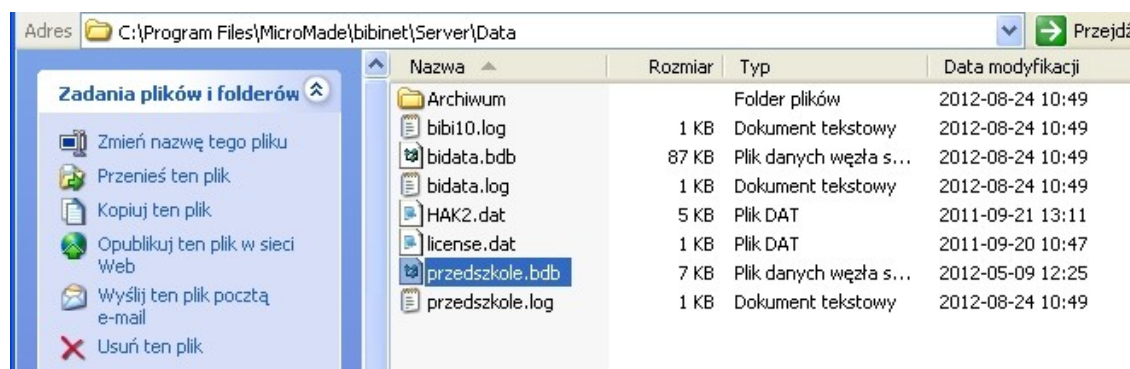 Adres C:\Program Files\MicroMade\bibinet\Server\Data Przejdź
Zadania plików i folderów
Zmień nazwę tego pliku
Przenieś ten plik
Kopiuj ten plik
Opublikuj ten plik w sieci
Web
Wyślij ten plik pocztą
e-mail
Usuń ten plik
Nazwa Rozmiar Typ Data modyfikacji
Archiwum Folder plików 2012-08-24 10:49
bibi10.log 1 KB Dokument tekstowy 2012-08-24 10:49
bidata.bdb 87 KB Plik danych węzła s... 2012-08-24 10:49
bidata.log 1 KB Dokument tekstowy 2012-08-24 10:49
HAK2.dat 5 KB Plik DAT 2011-09-21 13:11
license.dat 1 KB Plik DAT 2011-09-20 10:47
przedszkole.bdb 7 KB Plik danych węzła s... 2012-05-09 12:25
przedszkole.log 1 KB Dokument tekstowy 2012-08-24 10:49